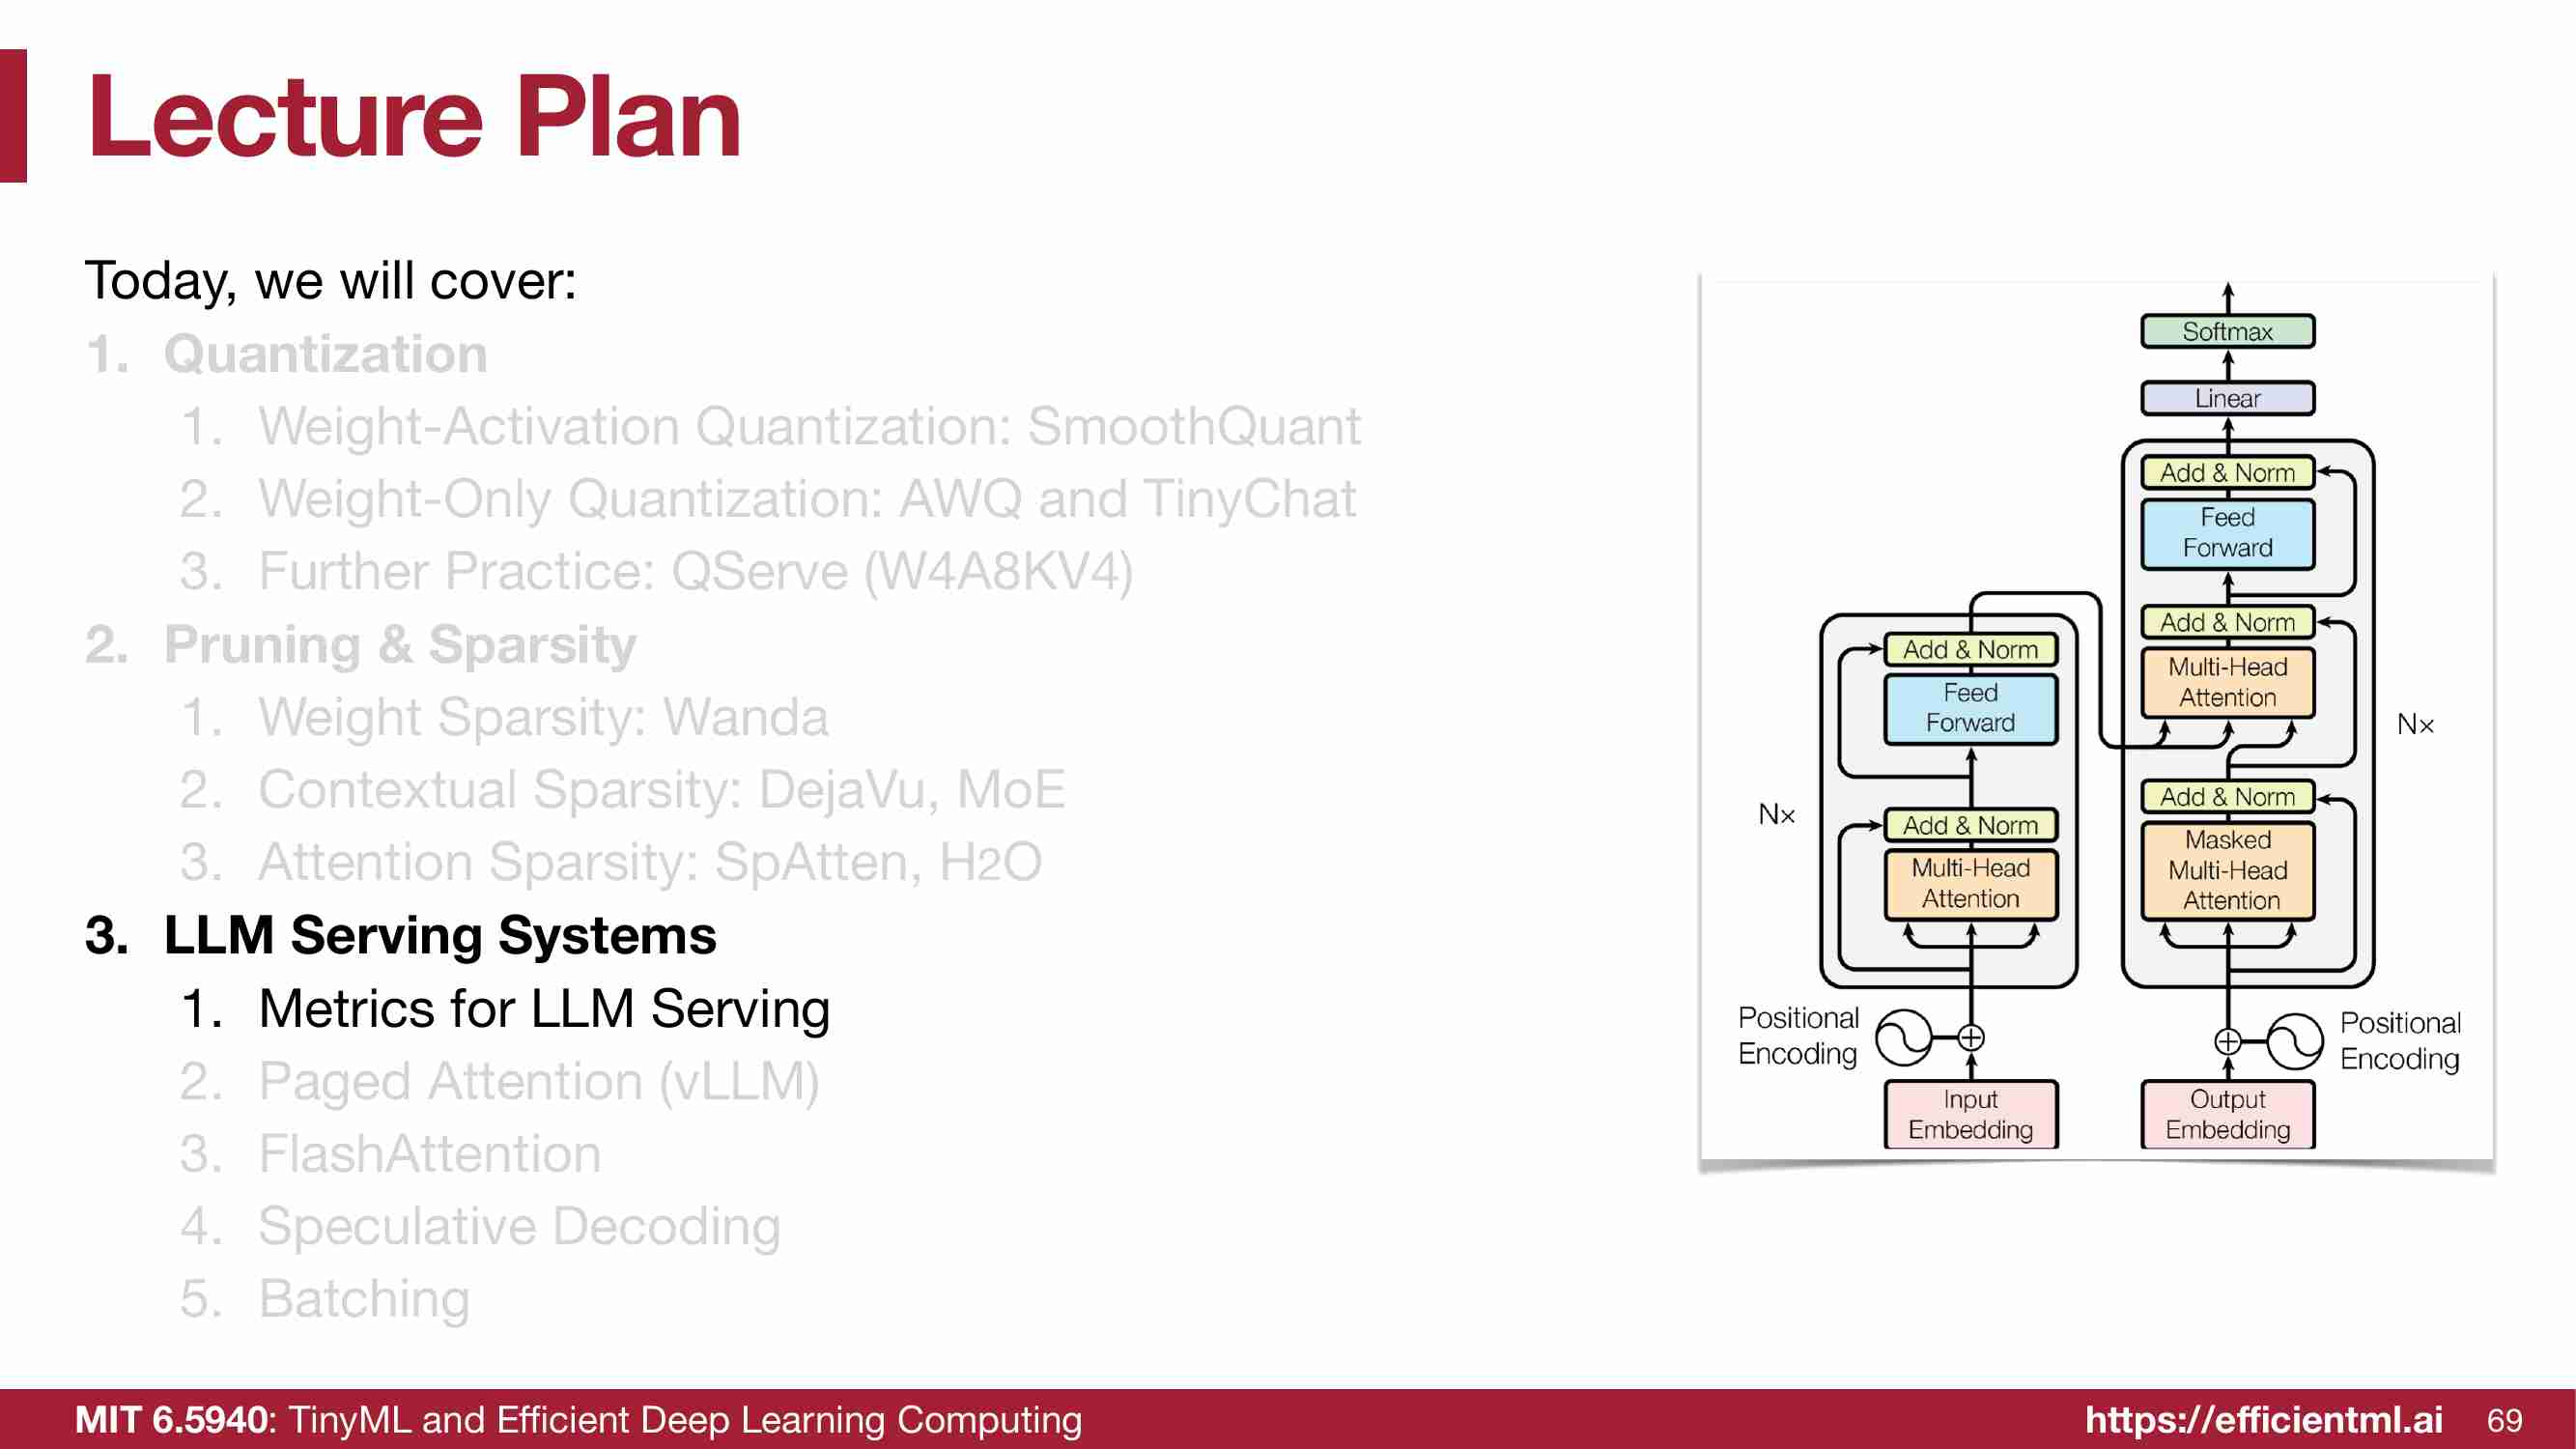 Lecture Plan
Today, we will cover:
1. Quantization
1. Weight-Activation Quantization: SmoothQuant
2. Weight-Only Quantization: AWQ and TinyChat
3. Further Practice: QServe (W4A8KV4)
2. Pruning & Sparsity
1. Weight Sparsity: Wanda
2. Contextual Sparsity: DejaVu, MoE
3. Attention Sparsity: SpAtten, H2O
3. LLM Serving Systems
1. Metrics for LLM Serving
2. Paged Attention (vLLM)
3. FlashAttention
4. Speculative Decoding
5. Batching
Softmax
Linear
Add & Norm
Feed
Forward
Add & Norm
Multi-Head
Attention
N×
Add & Norm
Masked
Multi-Head
Attention
Positional
Encoding
Output
Embedding
Add & Norm
Feed
Forward
N×
Add & Norm
Multi-Head
Attention
Positional
Encoding
Input
Embedding
MIT 6.5940: TinyML and Efficient Deep Learning Computing
https://efficientml.ai 69